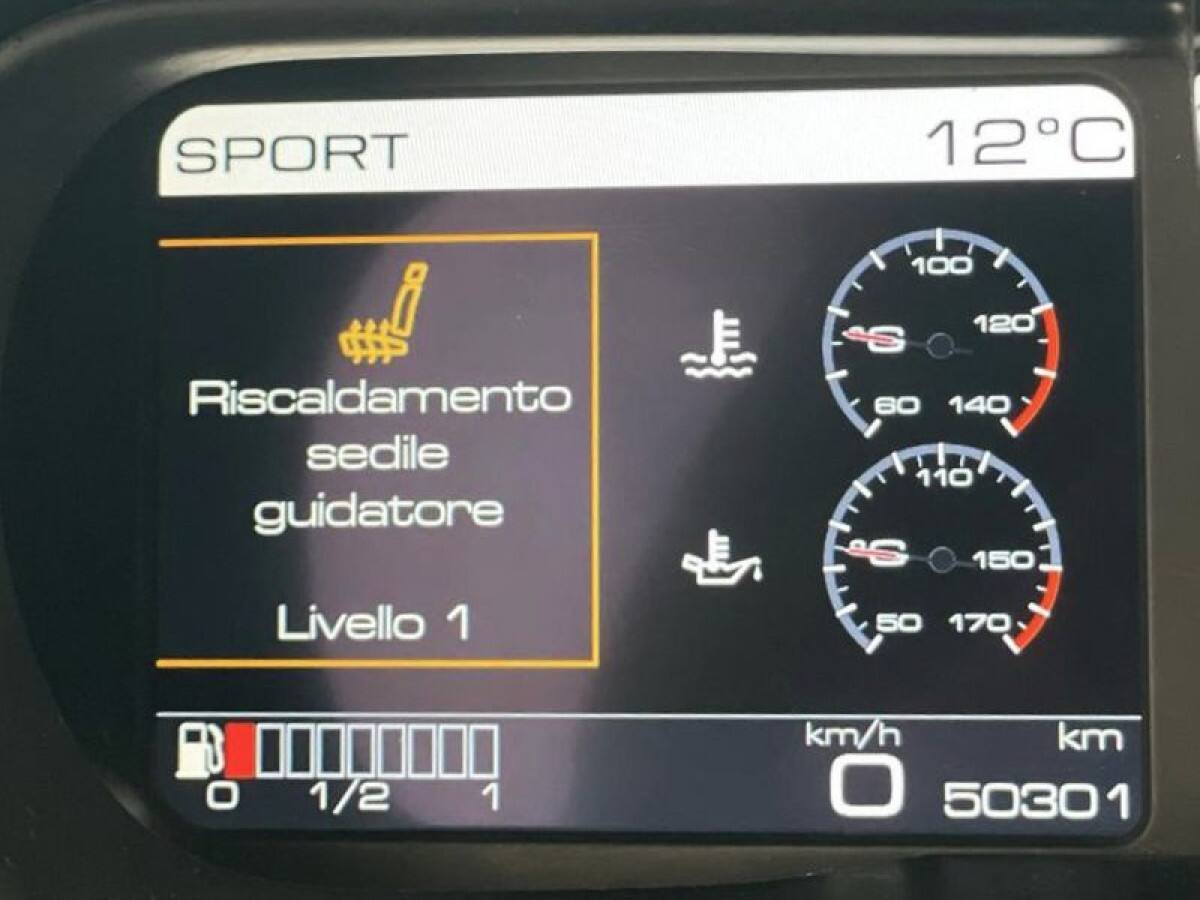 SPORT 12°C
Riscaldamento
sedile
guidatore
Livello 1
100
120
°C
60 140
110
°C 150
50 170
km/h km
0 50301
0 1/2 1